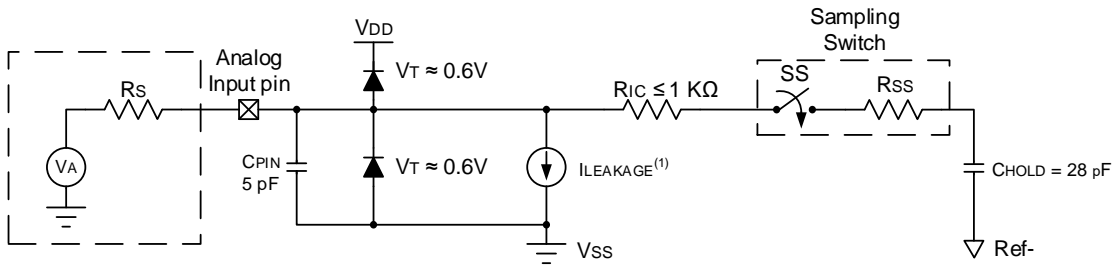 Sampling
Switch
VDD
Analog
Input pin
VT ≈ 0.6V
RS
RIC ≤ 1 KΩ
SS
RSS
VA
CPIN
5 pF
VT ≈ 0.6V
ILEAKAGE(1)
CHOLD = 28 pF
VSS
Ref-